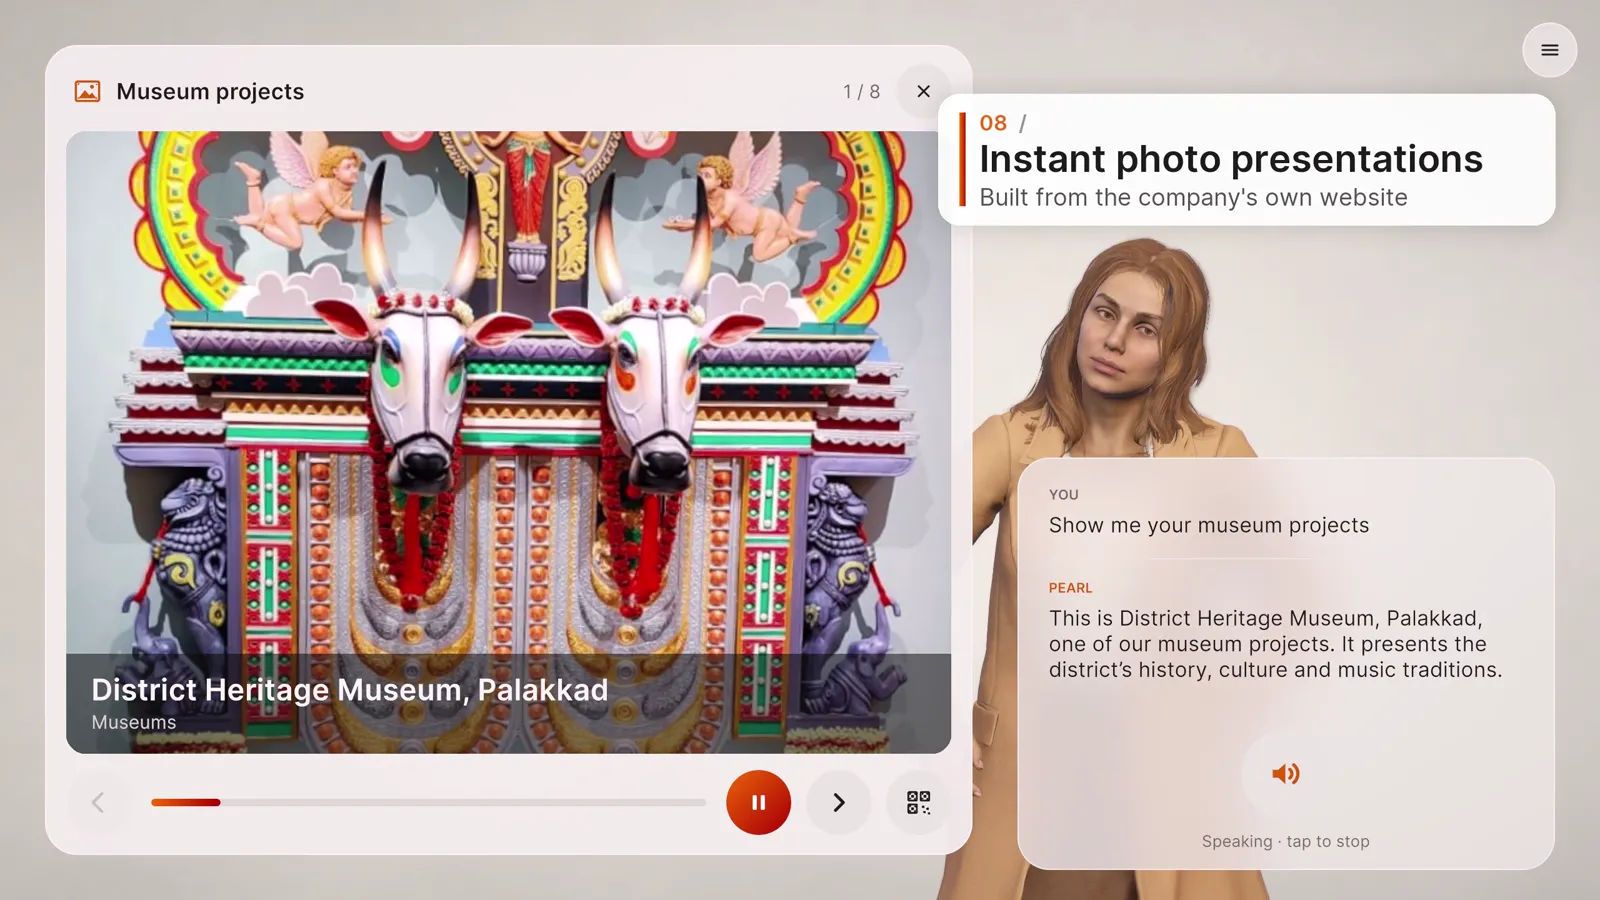 Museum projects
1 / 8
08 /
Instant photo presentations
Built from the company's own website
District Heritage Museum, Palakkad
Museums
YOU
Show me your museum projects
PEARL
This is District Heritage Museum, Palakkad,
one of our museum projects. It presents the
district’s history, culture and music traditions.
Speaking · tap to stop